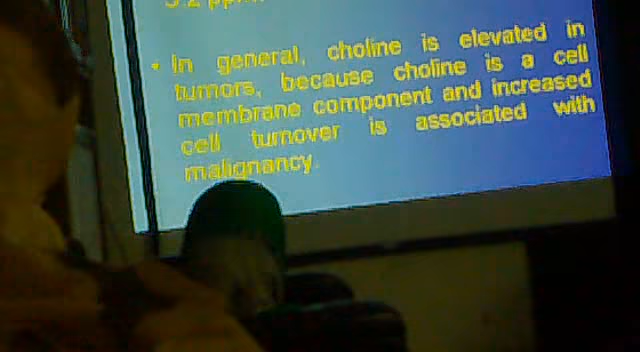 • In general, choline is elevated in
tumors, because choline is a cell
membrane component and increased
cell turnover is associated with
malignancy.